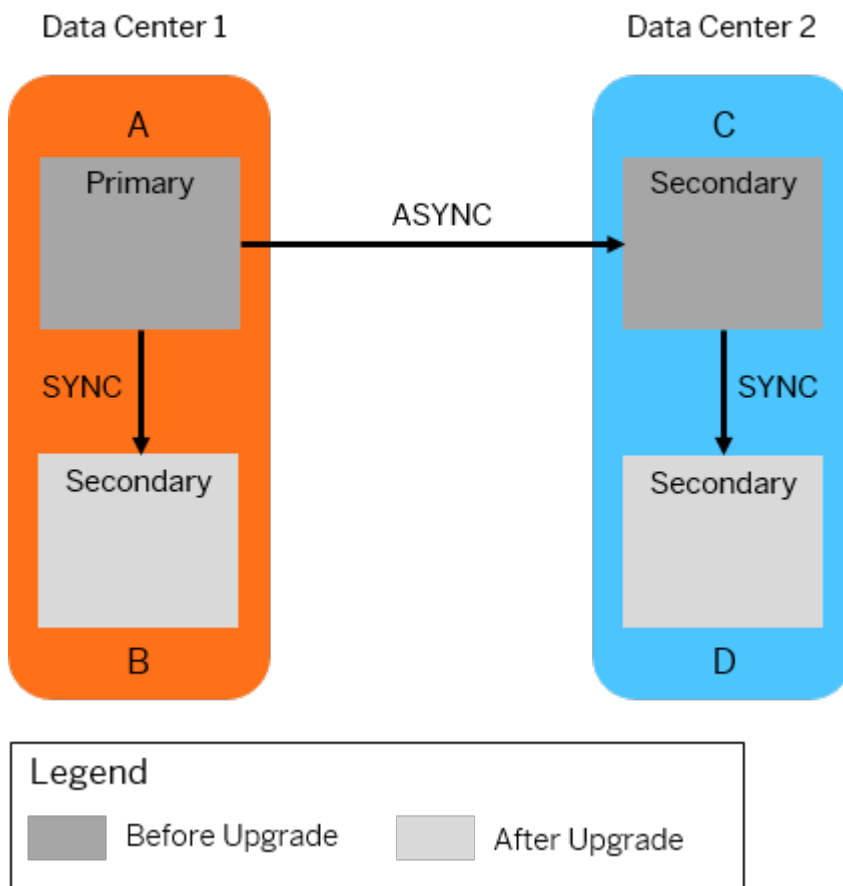 Data Center 1
Data Center 2
A
C
Primary
Secondary
ASYNC
SYNC
SYNC
Secondary
Secondary
B
D
Legend
Before Upgrade
After Upgrade